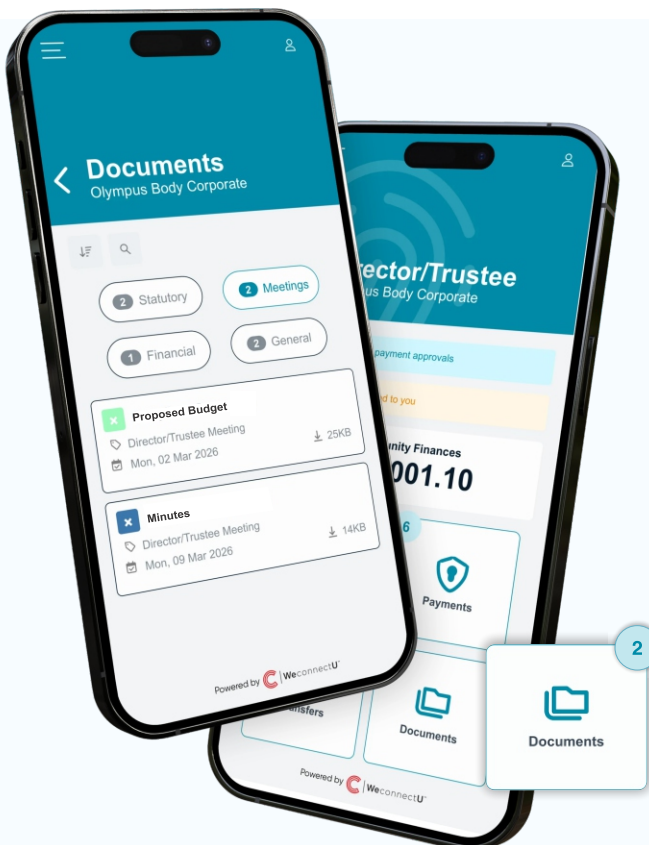 Documents
Olympus Body Corporate
2 Statutory
2 Meetings
1 Financial
2 General
Proposed Budget
Director/Trustee Meeting
Mon, 02 Mar 2026
25KB
Minutes
Director/Trustee Meeting
Mon, 09 Mar 2026
14KB
Powered by WeconnectU
ector/Trustee
us Body Corporate
payment approvals
ed to you
nity Finances
001.10
6
Payments
nsfers
Documents
Powered by WeconnectU
2
Documents